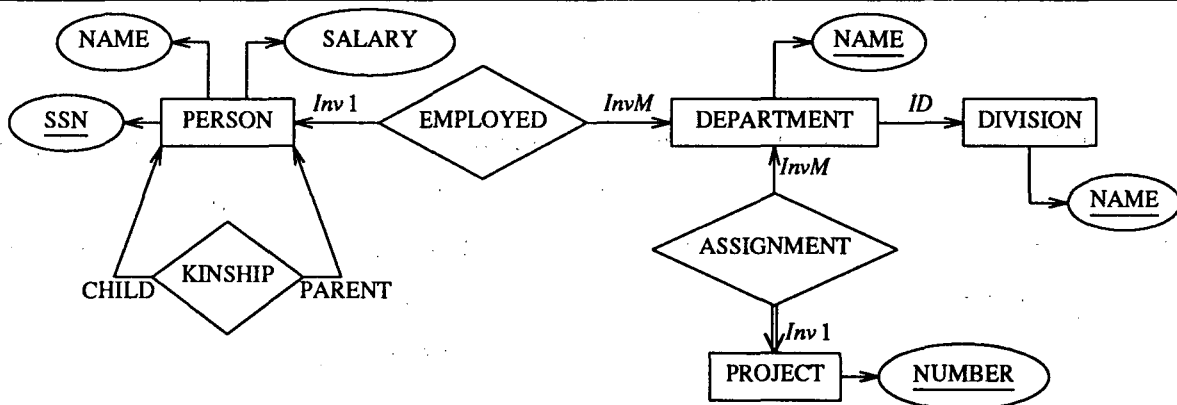 NAME
SALARY
NAME
SSN
PERSON
Inv 1
EMPLOYED
InvM
DEPARTMENT
ID
DIVISION
InvM
NAME
KINSHIP
ASSIGNMENT
CHILD
PARENT
Inv 1
PROJECT
NUMBER